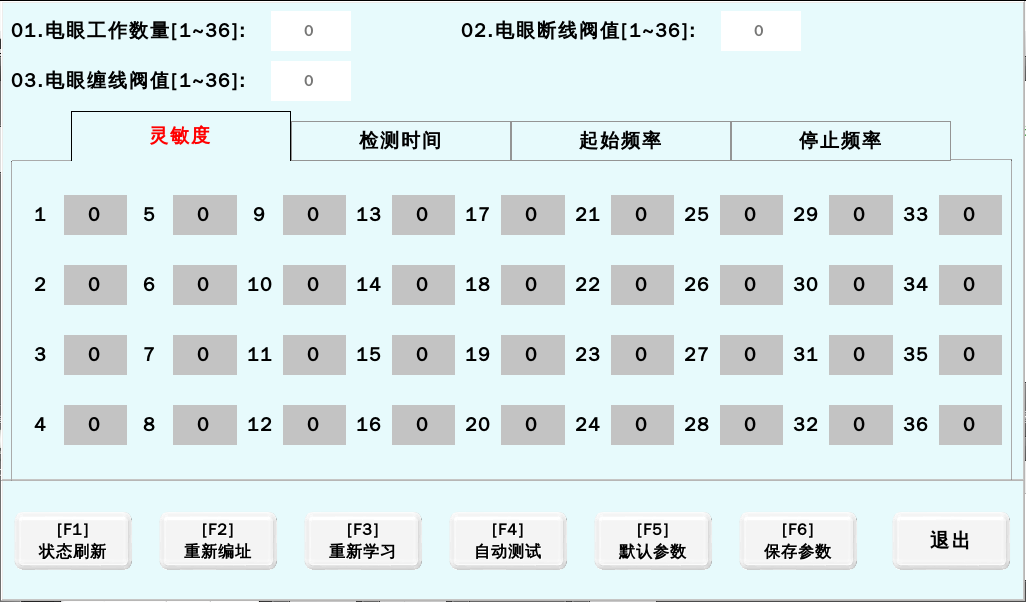 01.电眼工作数量[1~36]: 0 02.电眼断线阀值[1~36]: 0
03.电眼缠线阀值[1~36]: 0
灵敏度 检测时间 起始频率 停止频率
1 0 5 0 9 0 13 0 17 0 21 0 25 0 29 0 33 0
2 0 6 0 10 0 14 0 18 0 22 0 26 0 30 0 34 0
3 0 7 0 11 0 15 0 19 0 23 0 27 0 31 0 35 0
4 0 8 0 12 0 16 0 20 0 24 0 28 0 32 0 36 0
[F1] [F2] [F3] [F4] [F5] [F6]
状态刷新 重新编址 重新学习 自动测试 默认参数 保存参数 退出